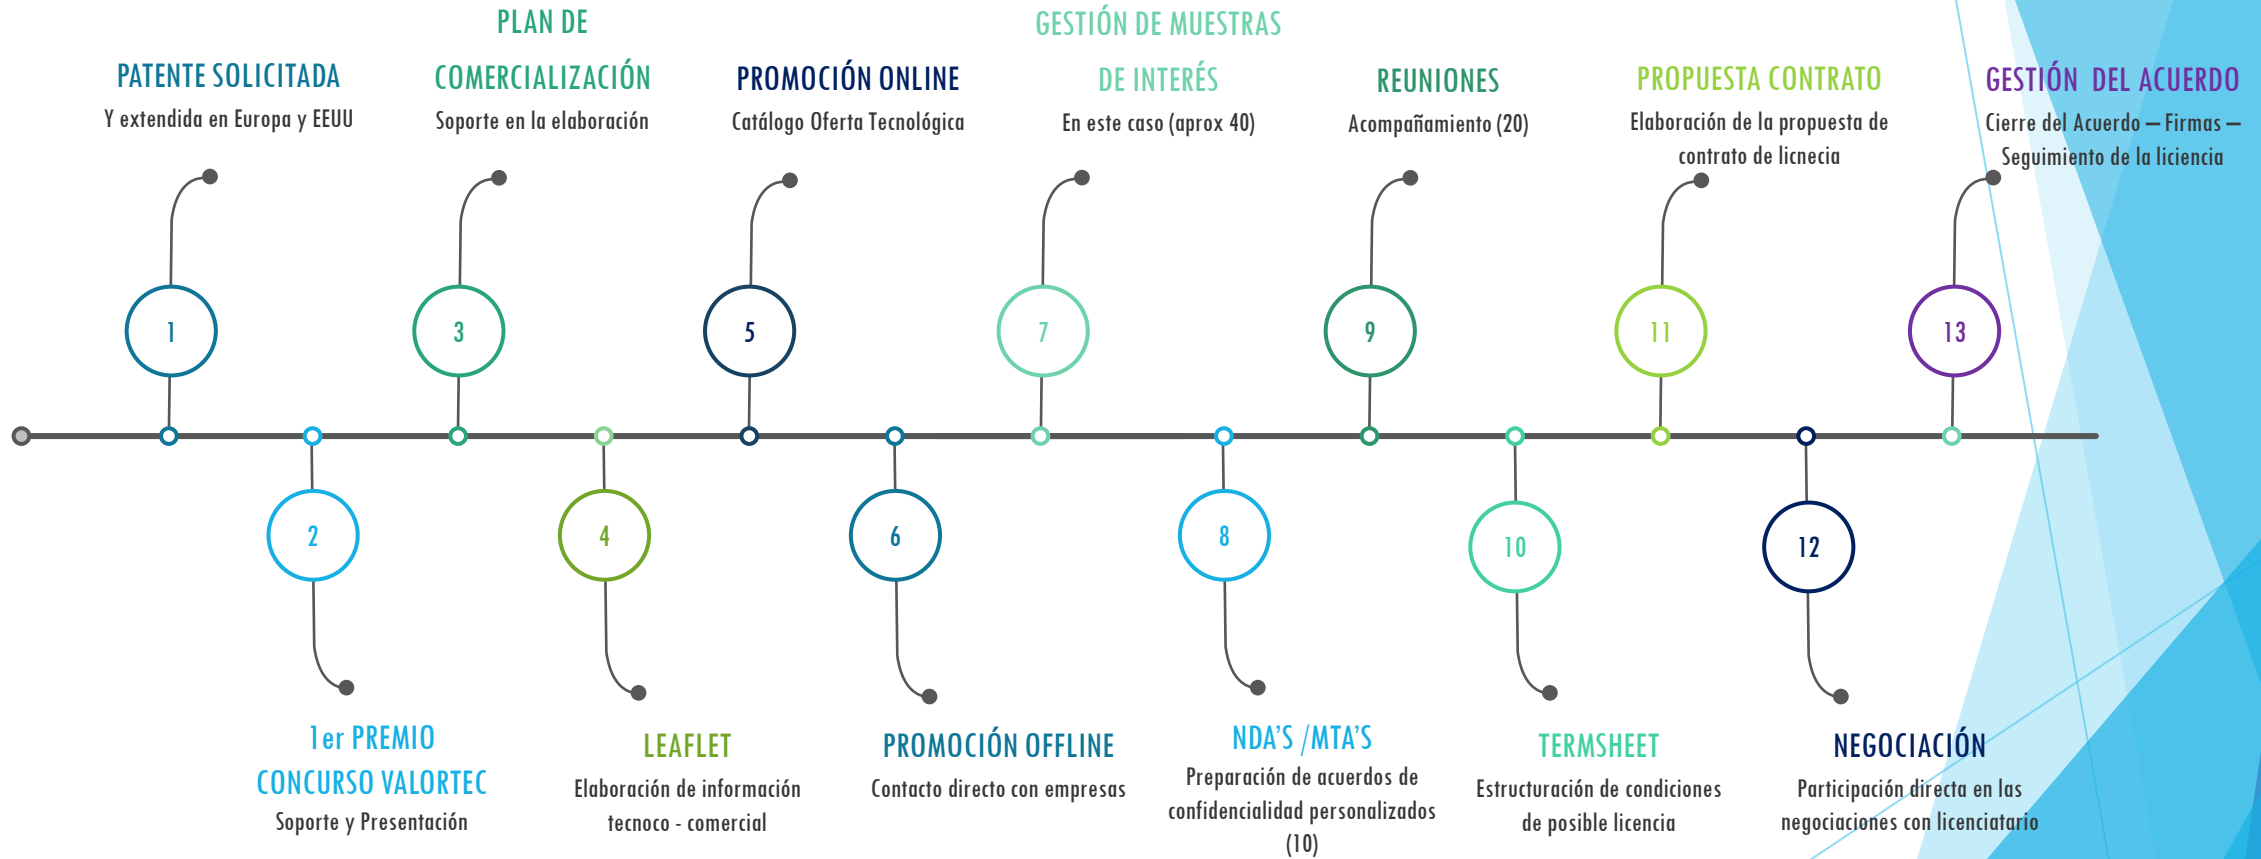 PATENTE SOLICITADA
Y extendida en Europa y EEUU
1
1er PREMIO
CONCURSO VALORTEC
Soporte y Presentación
2
PLAN DE
COMERCIALIZACIÓN
Soporte en la elaboración
3
LEAFLET
Elaboración de información
tecnoco - comercial
4
PROMOCIÓN ONLINE
Catálogo Oferta Tecnológica
5
PROMOCIÓN OFFLINE
Contacto directo con empresas
6
GESTIÓN DE MUESTRAS
DE INTERÉS
En este caso (aprox 40)
7
NDA'S /MTA'S
Preparación de acuerdos de
confidencialidad personalizados
(10)
8
REUNIONES
Acompañamiento (20)
9
TERMSHEET
Estructuración de condiciones
de posible licencia
10
PROPUESTA CONTRATO
Elaboración de la propuesta de
contrato de licnecia
11
NEGOCIACIÓN
Participación directa en las
negociaciones con licenciatario
12
GESTIÓN DEL ACUERDO
Cierre del Acuerdo – Firmas –
Seguimiento de la liciencia
13